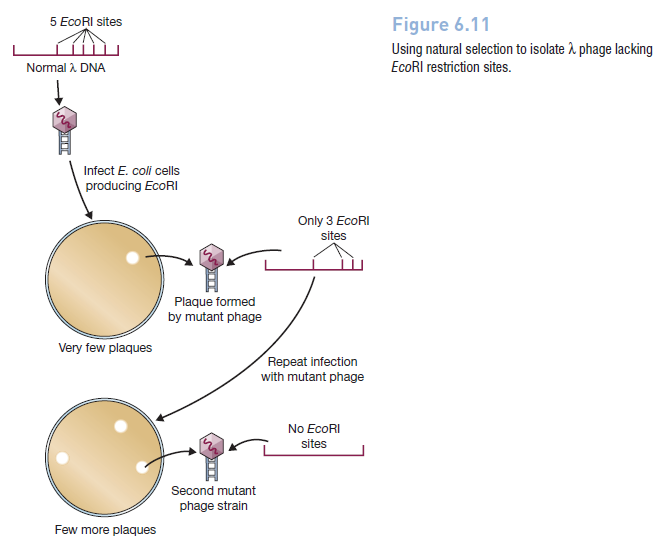 5 EcoRI sites
Normal λ DNA
Infect E. coli cells
producing EcoRI
Very few plaques
Plaque formed
by mutant phage
Only 3 EcoRI
sites
Repeat infection
with mutant phage
No EcoRI
sites
Second mutant
phage strain
Few more plaques
Figure 6.11
Using natural selection to isolate λ phage lacking
EcoRI restriction sites.